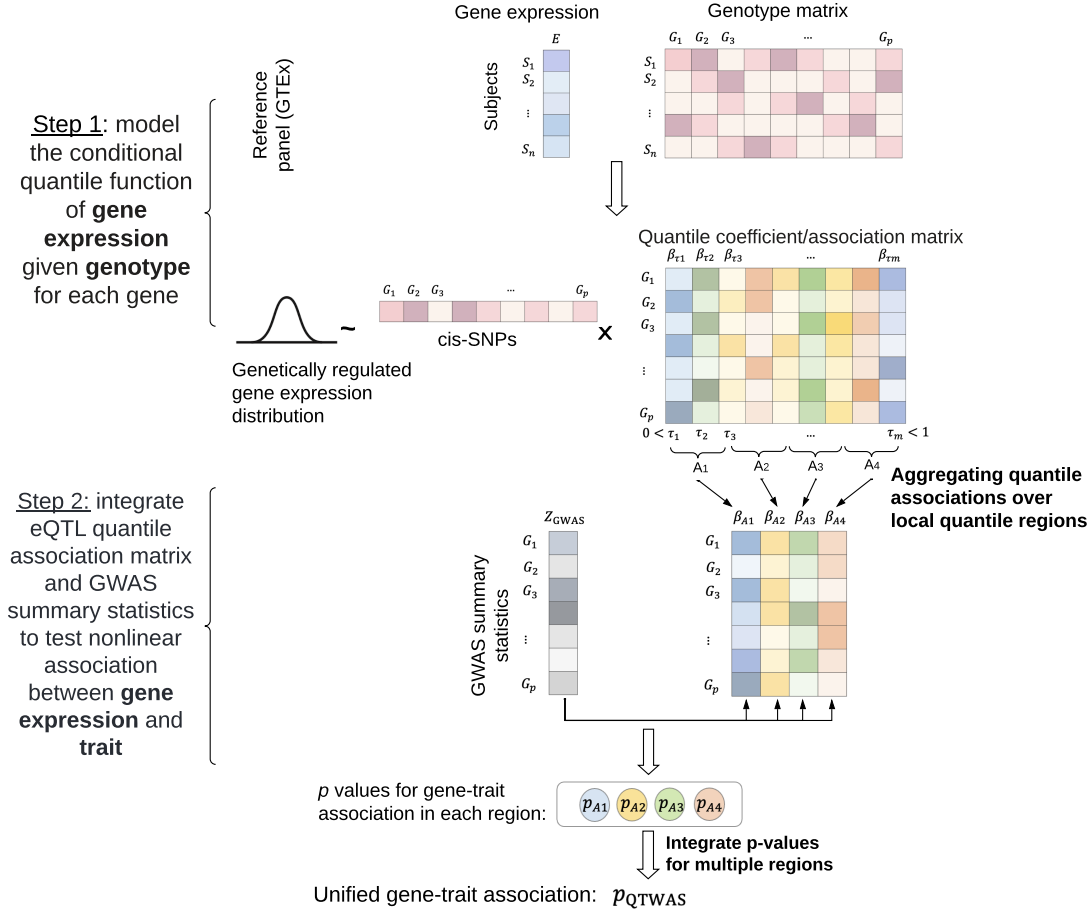 Gene expression
Genotype matrix
E
G1 G2 G3 ... Gp
Subjects
S1
S2
⋮
Sn
S1
S2
⋮
Sn
Reference
panel (GTEx)
Step 1: model
the conditional
quantile function
of gene
expression
given genotype
for each gene
Quantile coefficient/association matrix
βτ1 βτ2 βτ3 ... βτm
G1
G2
G3
⋮
Gp
0 < τ1 τ2 τ3 ... τm < 1
G1 G2 G3 ... Gp
~
cis-SNPs
x
Genetically regulated
gene expression
distribution
A1 A2 A3 A4
Aggregating quantile
associations over
local quantile regions
Step 2: integrate
eQTL quantile
association matrix
and GWAS
summary statistics
to test nonlinear
association
between gene
expression and
trait
ZGWAS
GWAS summary
statistics
G1
G2
G3
⋮
Gp
βA1 βA2 βA3 βA4
G1
G2
G3
⋮
Gp
p values for gene-trait
association in each region:
pA1 pA2 pA3 pA4
Integrate p-values
for multiple regions
Unified gene-trait association: pQTWAS